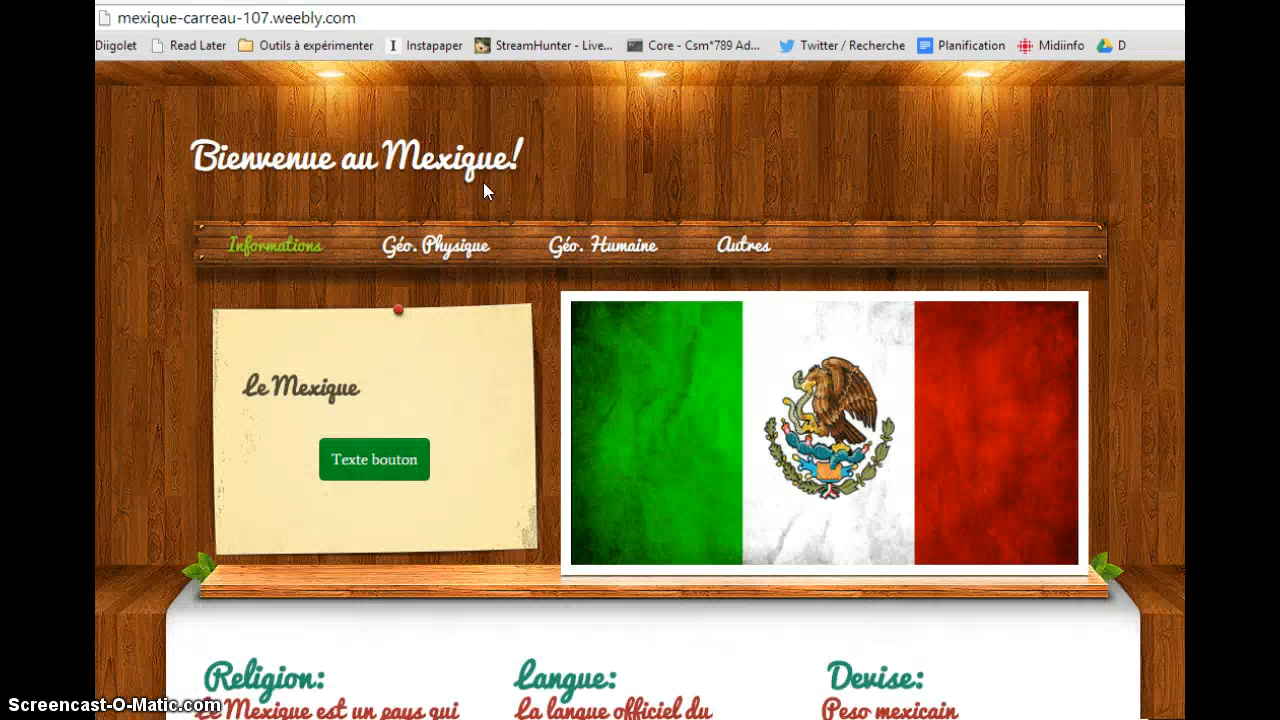 mexique-carreau-107.weebly.com
Diigolet Read Later Outils à expérimenter Instapaper StreamHunter - Live... Core - Csm*789 Ad... Twitter / Recherche Planification Midiinfo D
Bienvenue au Mexique!
Informations Géo. Physique Géo. Humaine Autres
Le Mexique
Texte bouton
Religion: Langue: Devise:
Le Mexique est un pays qui La langue officiel du Peso mexicain
Screencast-O-Matic.com